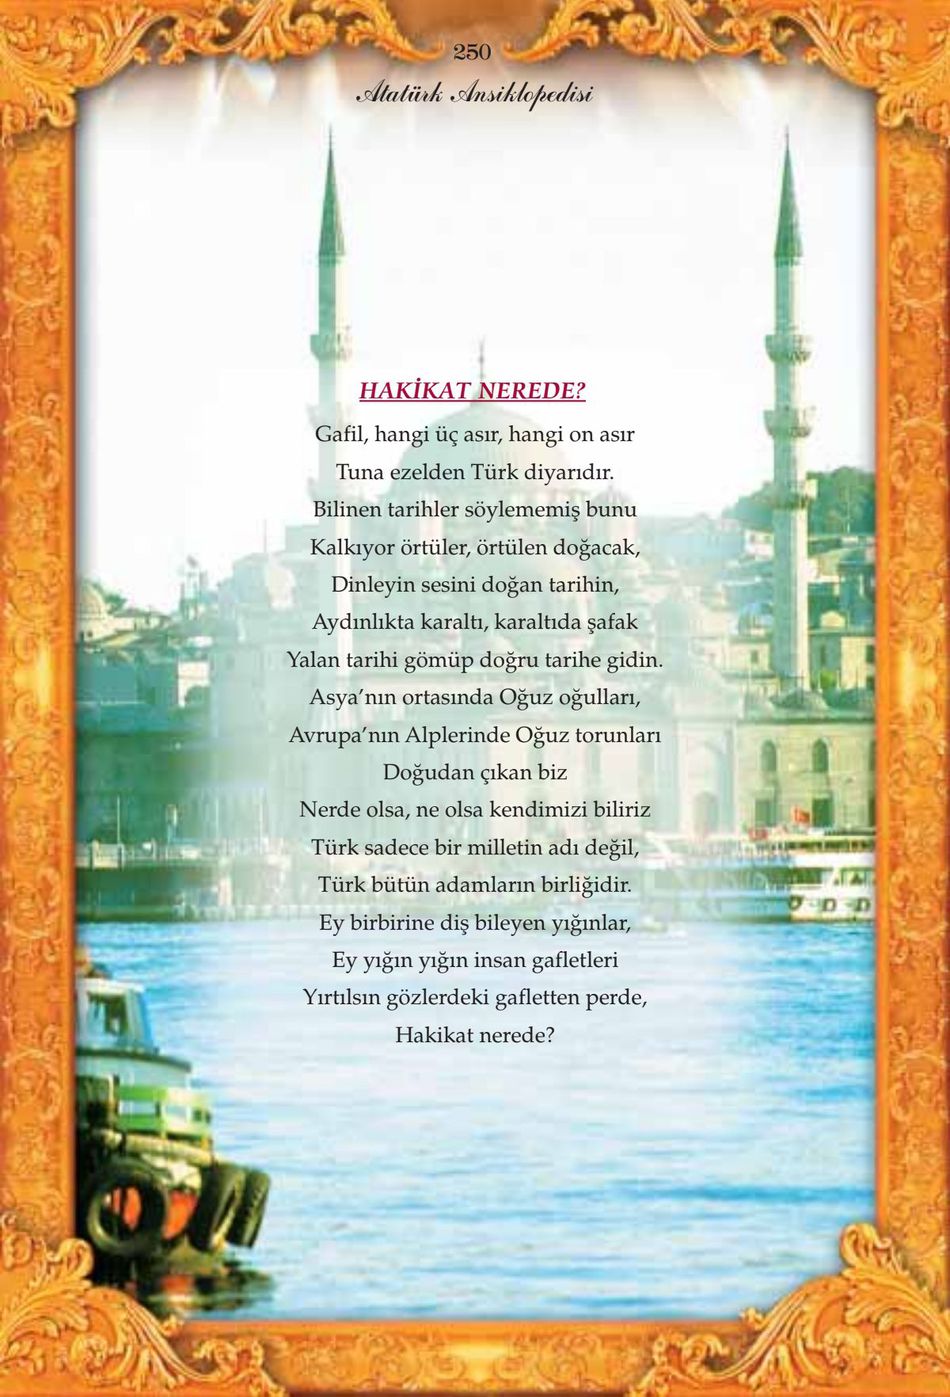 250
Atatürk Ansiklopedisi
HAKİKAT NEREDE?
Gafil, hangi üç asır, hangi on asır
Tuna ezelden Türk diyarıdır.
Bilinen tarihler söylememiş bunu
Kalkıyor örtüler, örtülen doğacak,
Dinleyin sesini doğan tarihin,
Aydınlıkta karaltı, karaltıda şafak
Yalan tarihi gömüp doğru tarihe gidin.
Asya’nın ortasında Oğuz oğulları,
Avrupa’nın Alplerinde Oğuz torunları
Doğudan çıkan biz
Nerde olsa, ne olsa kendimizi biliriz
Türk sadece bir milletin adı değil,
Türk bütün adamların birliğidir.
Ey birbirine diş bileyen yığınlar,
Ey yığın yığın insan gafletleri
Yırtılsın gözlerdeki gafletten perde,
Hakikat nerede?